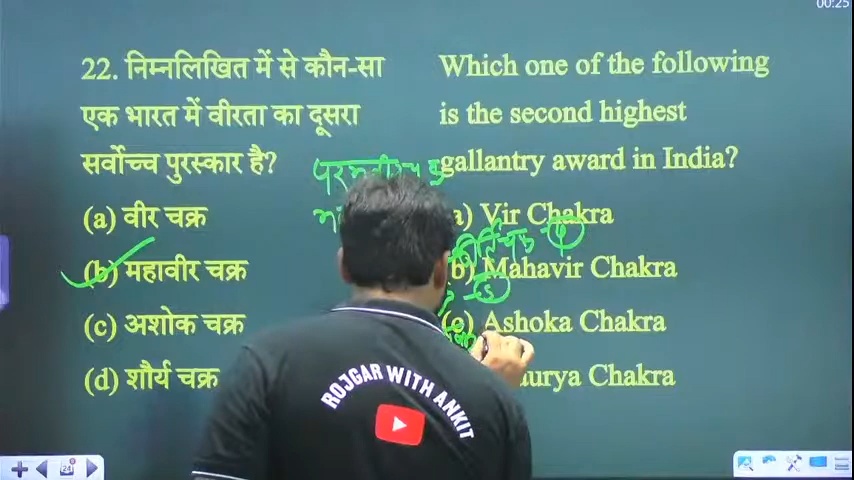 00:25
22. निम्नलिखित में से कौन-सा
एक भारत में वीरता का दूसरा
सर्वोच्च पुरस्कार है?
(a) वीर चक्र
(b) महावीर चक्र
(c) अशोक चक्र
(d) शौर्य चक्र
Which one of the following
is the second highest
gallantry award in India?
a) Vir Chakra
(b) Mahavir Chakra
(c) Ashoka Chakra
aurya Chakra
ROJGAR WITH ANKIT
24